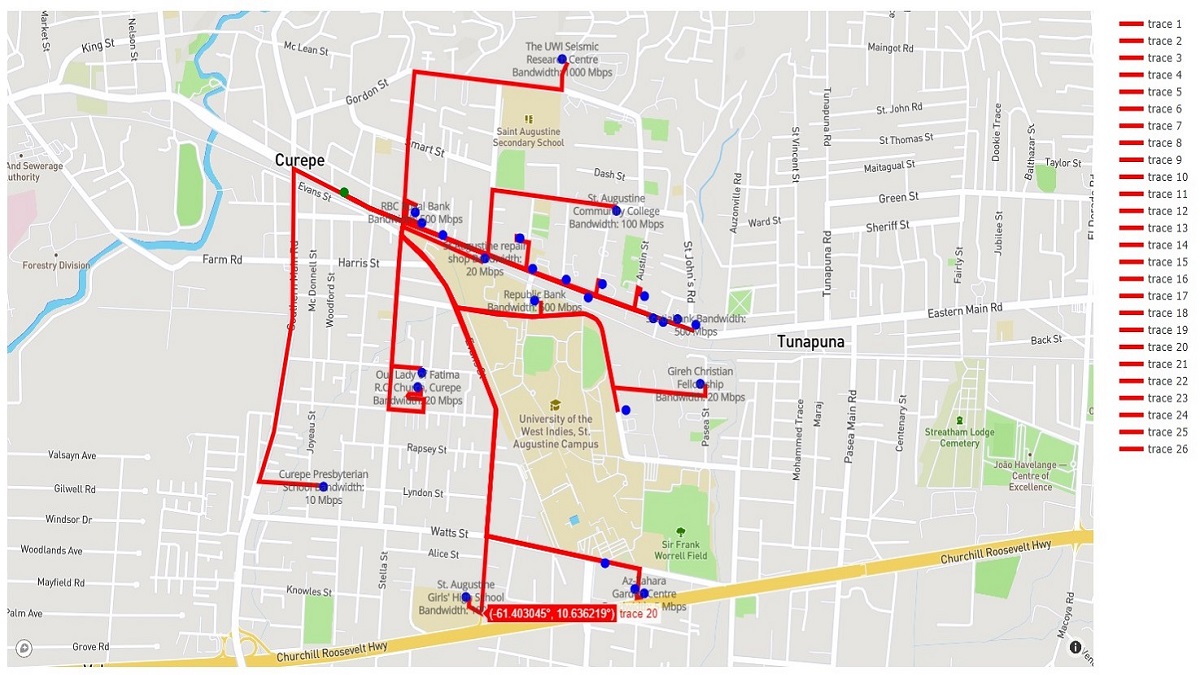 Market St
Nelson St
King St
Mc Lean St
Gordon St
The UWI Seismic
Research Centre
Bandwidth: 1000 Mbps
Maingot Rd
Tunapuna Rd
St. John Rd
St Thomas St
Dookie Trace
Balthazar St
Saint Augustine
Secondary School
Smart St
St Vincent St
Maitagual St
Taylor St
And Sewerage
Authority
Curepe
Evans St
Dash St
Auzonville Rd
Green St
El Dorado Rd
RBC Royal Bank
500 Mbps
St. Augustine
Community College
Bandwidth: 100 Mbps
Ward St
Sheriff St
Jubilee St
Forestry Division
Farm Rd
Southern Main Rd
Mc Donnell St
Woodford St
Harris St
St. Augustine repair
shop Bandwidth:
20 Mbps
Austin St
St John's Rd
Tunapuna Rd
Fairly St
Republic Bank
Bandwidth: 500 Mbps
Bandwidth:
500 Mbps
Eastern Main Rd
Tunapuna
Back St
Evans St
Our Lady of Fatima
R.C. Church, Curepe
Bandwidth: 20 Mbps
Gireh Christian
Fellowship
Bandwidth: 20 Mbps
University of the
West Indies, St.
Augustine Campus
Joyeau St
Rapsey St
Pasea St
Mohammed Trace
Maraj
Pasea Main Rd
Centenary St
Streatham Lodge
Cemetery
João Havelange —
Centre of
Excellence
Valsayn Ave
Gilwell Rd
Curepe Presbyterian
School Bandwidth:
10 Mbps
Lyndon St
Windsor Dr
Watts St
Woodlands Ave
Alice St
Sir Frank
Worrell Field
Churchill Roosevelt Hwy
Mayfield Rd
Stella St
Knowles St
St. Augustine
Girls' High School
Bandwidth:
Az-Zahara
Garden Centre
Mbps
Palm Ave
(-61.403045°, 10.636219°) trace 20
Macoya Rd
Grove Rd
Churchill Roosevelt Hwy
trace 1
trace 2
trace 3
trace 4
trace 5
trace 6
trace 7
trace 8
trace 9
trace 10
trace 11
trace 12
trace 13
trace 14
trace 15
trace 16
trace 17
trace 18
trace 19
trace 20
trace 21
trace 22
trace 23
trace 24
trace 25
trace 26